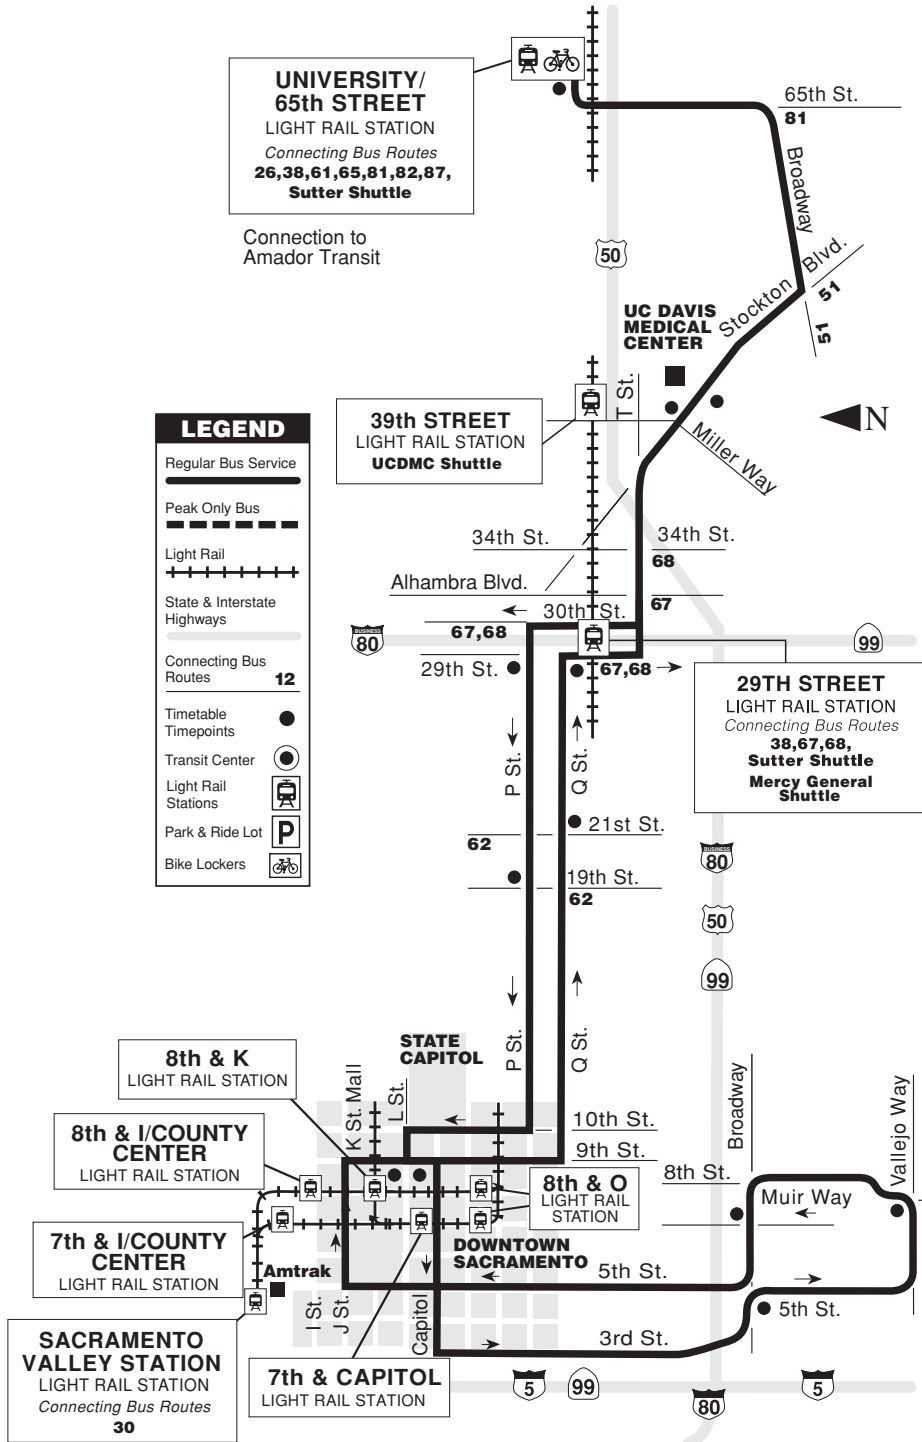 UNIVERSITY/
65th STREET
LIGHT RAIL STATION
Connecting Bus Routes
26,38,61,65,81,82,87,
Sutter Shuttle
Connection to
Amador Transit
65th St.
81
Broadway
50
Stockton Blvd.
51
51
UC DAVIS
MEDICAL
CENTER
T St.
N
Miller Way
39th STREET
LIGHT RAIL STATION
UCDMC Shuttle
LEGEND
Regular Bus Service
Peak Only Bus
Light Rail
State & Interstate
Highways
Connecting Bus
Routes 12
Timetable
Timepoints
Transit Center
Light Rail
Stations
Park & Ride Lot P
Bike Lockers
34th St.
34th St.
68
Alhambra Blvd.
67
30th St.
67,68
BUSINESS
80
99
29th St.
67,68
29TH STREET
LIGHT RAIL STATION
Connecting Bus Routes
38,67,68,
Sutter Shuttle
Mercy General
Shuttle
P St.
Q St.
21st St.
62
19th St.
62
BUSINESS
80
50
99
P St.
Q St.
STATE
CAPITOL
8th & K
LIGHT RAIL STATION
K St. Mall
L St.
10th St.
9th St.
Broadway
Vallejo Way
8th & I/COUNTY
CENTER
LIGHT RAIL STATION
8th St.
Muir Way
8th & O
LIGHT RAIL
STATION
7th & I/COUNTY
CENTER
LIGHT RAIL STATION
DOWNTOWN
SACRAMENTO
Amtrak
5th St.
5th St.
I St.
J St.
Capitol
3rd St.
SACRAMENTO
VALLEY STATION
LIGHT RAIL STATION
Connecting Bus Routes
30
7th & CAPITOL
LIGHT RAIL STATION
5
99
80
5